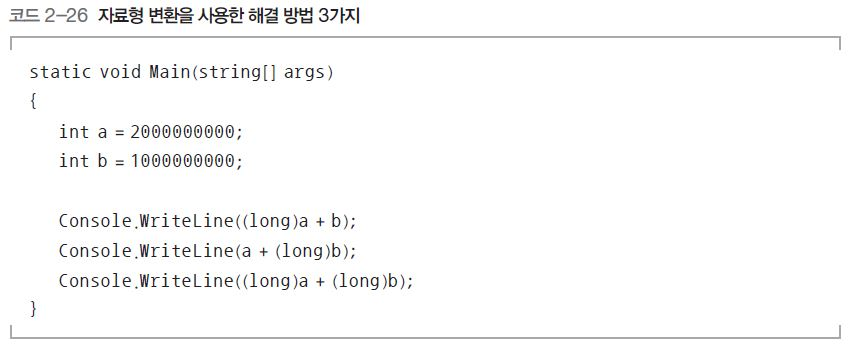 코드 2-26 자료형 변환을 사용한 해결 방법 3가지
static void Main(string[] args)
{
int a = 2000000000;
int b = 1000000000;
Console.WriteLine((long)a + b);
Console.WriteLine(a + (long)b);
Console.WriteLine((long)a + (long)b);
}